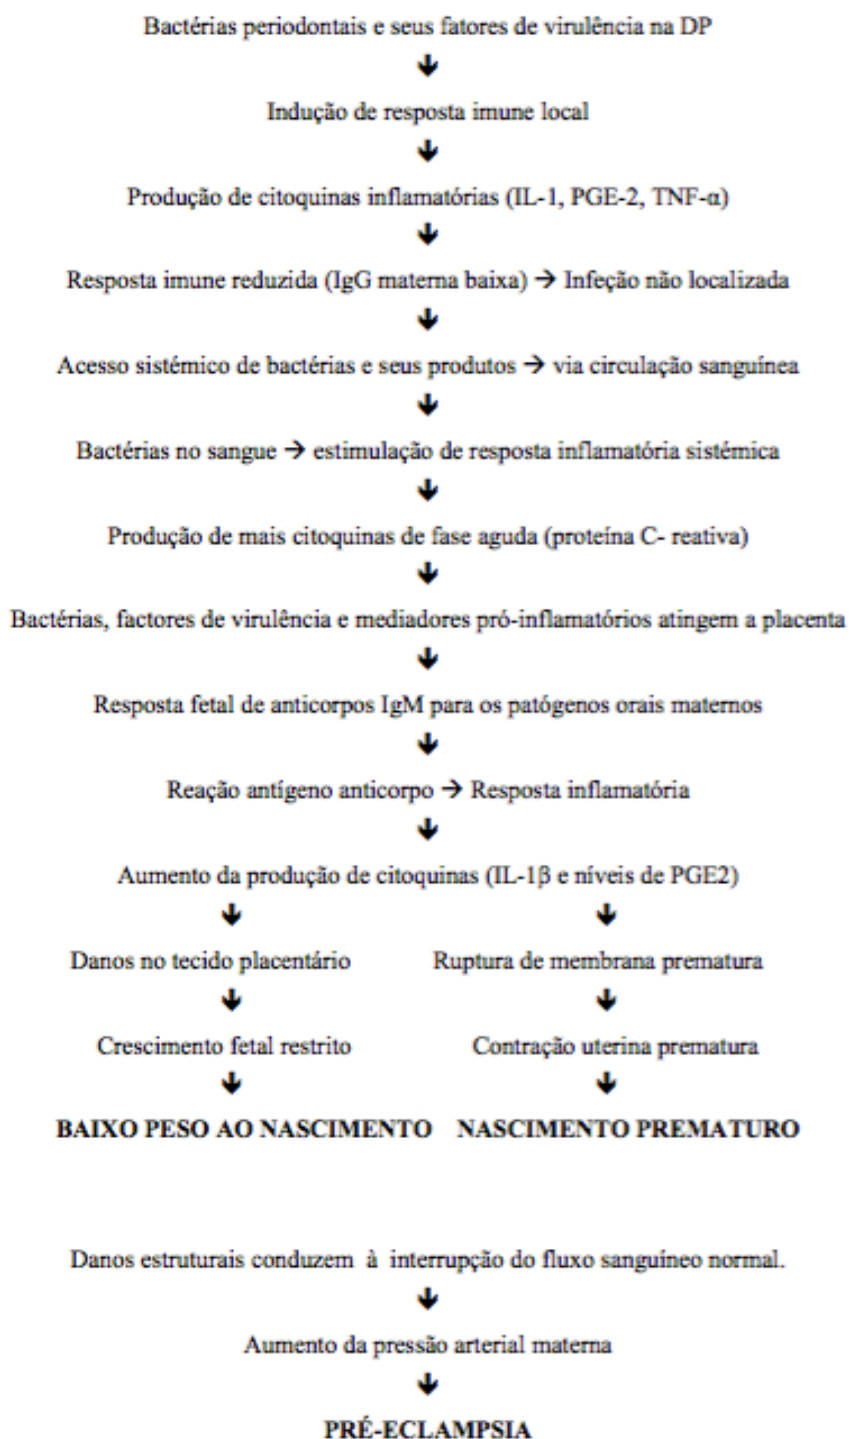 Bactérias periodontais e seus fatores de virulência na DP
Indução de resposta imune local
Produção de citoquinas inflamatórias (IL-1, PGE-2, TNF-α)
Resposta imune reduzida (IgG materna baixa) → Infeção não localizada
Acesso sistémico de bactérias e seus produtos → via circulação sanguínea
Bactérias no sangue → estimulação de resposta inflamatória sistémica
Produção de mais citoquinas de fase aguda (proteína C- reativa)
Bactérias, factores de virulência e mediadores pró-inflamatórios atingem a placenta
Resposta fetal de anticorpos IgM para os patógenos orais maternos
Reação antígeno anticorpo → Resposta inflamatória
Aumento da produção de citoquinas (IL-1β e níveis de PGE2)
Danos no tecido placentário Ruptura de membrana prematura
Crescimento fetal restrito Contração uterina prematura
BAIXO PESO AO NASCIMENTO NASCIMENTO PREMATURO
Danos estruturais conduzem à interrupção do fluxo sanguíneo normal.
Aumento da pressão arterial materna
PRÉ-ECLAMPSIA